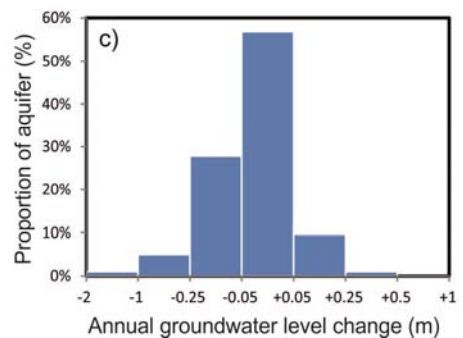 c)
60%
50%
40%
30%
20%
10%
0%
Proportion of aquifer (%)
-2 -1 -0.25 -0.05 +0.05 +0.25 +0.5 +1
Annual groundwater level change (m)